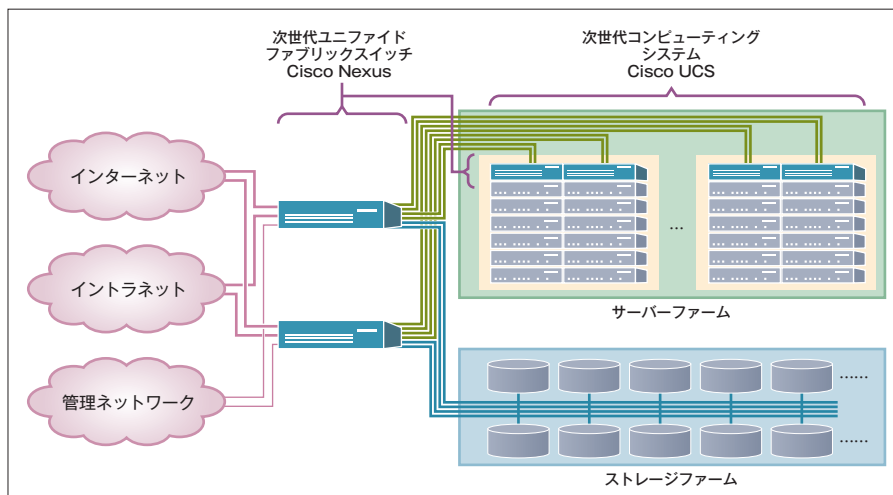 次世代ユニファイド
ファブリックスイッチ
Cisco Nexus
次世代コンピューティング
システム
Cisco UCS
インターネット
イントラネット
管理ネットワーク
...
サーバーファーム
......
......
ストレージファーム